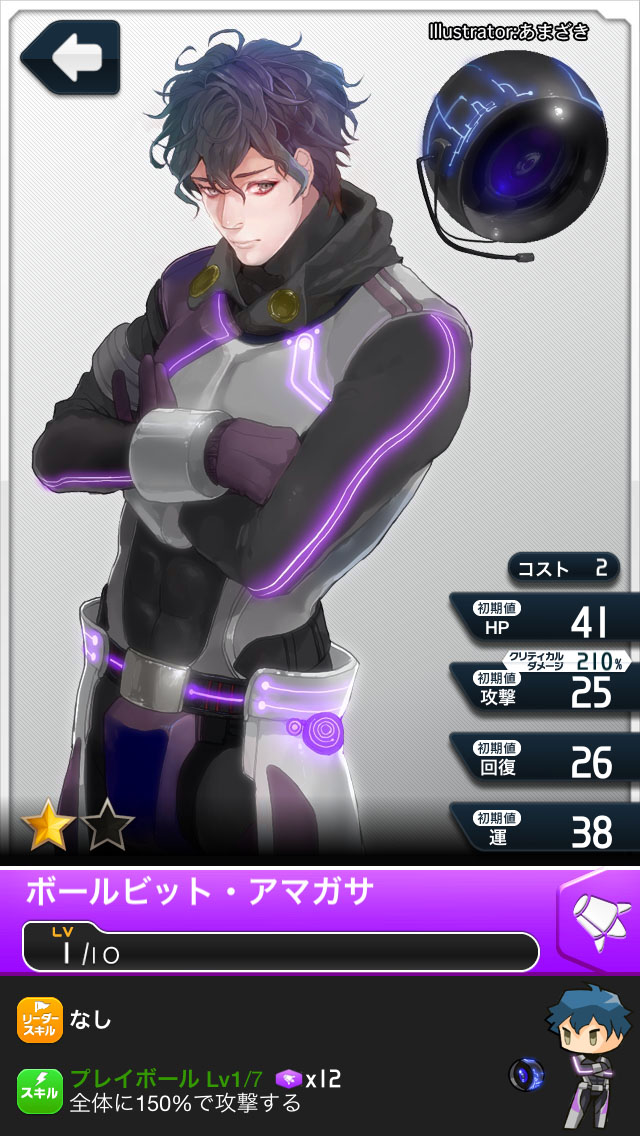 Illustrator:あまざき
コスト 2
初期値
HP 41
クリティカル
ダメージ 210%
初期値
攻撃 25
初期値
回復 26
初期値
運 38
ボールビット・アマガサ
LV
1/10
リーダー
スキル なし
スキル プレイボール Lv1/7 x12
全体に150%で攻撃する